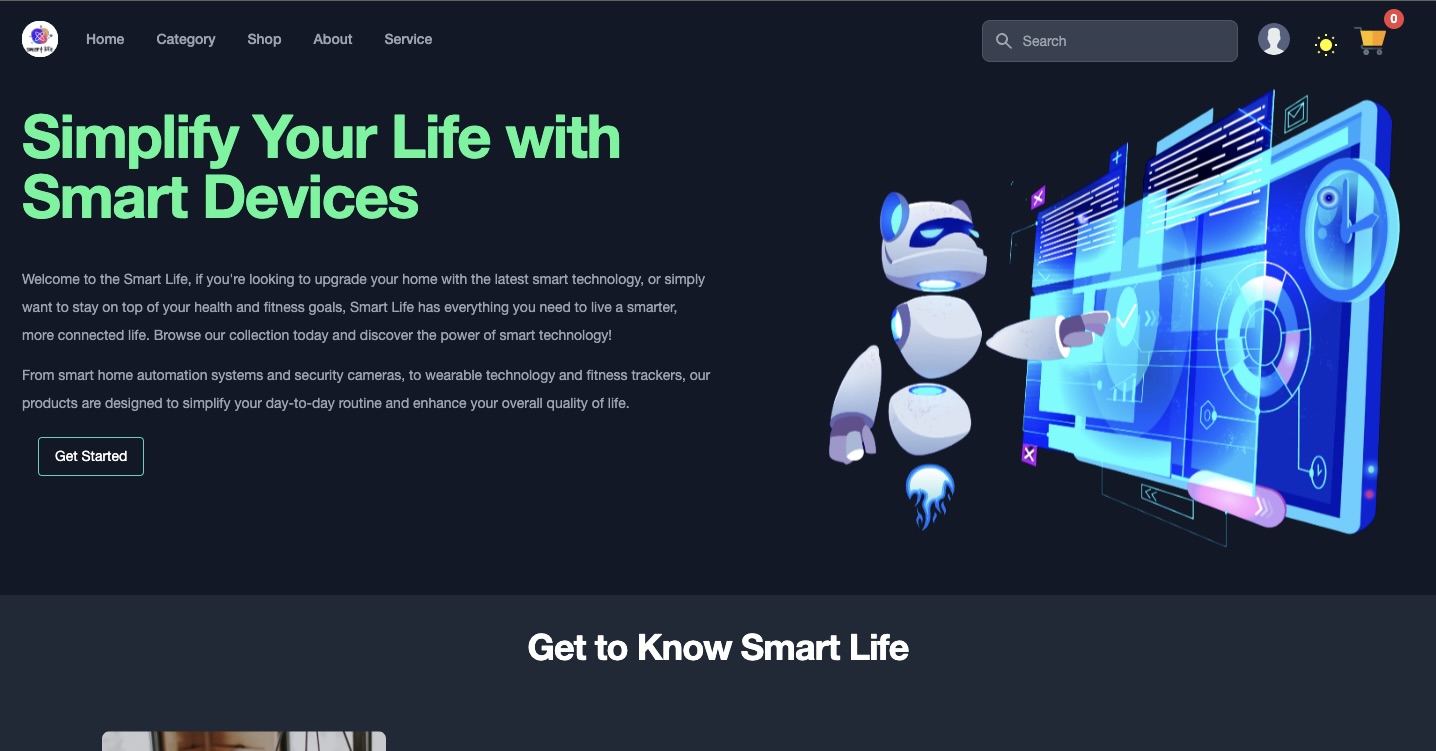 smart life
Home
Category
Shop
About
Service
Search
0
Simplify Your Life with
Smart Devices
Welcome to the Smart Life, if you're looking to upgrade your home with the latest smart technology, or simply
want to stay on top of your health and fitness goals, Smart Life has everything you need to live a smarter,
more connected life. Browse our collection today and discover the power of smart technology!
From smart home automation systems and security cameras, to wearable technology and fitness trackers, our
products are designed to simplify your day-to-day routine and enhance your overall quality of life.
Get Started
Get to Know Smart Life